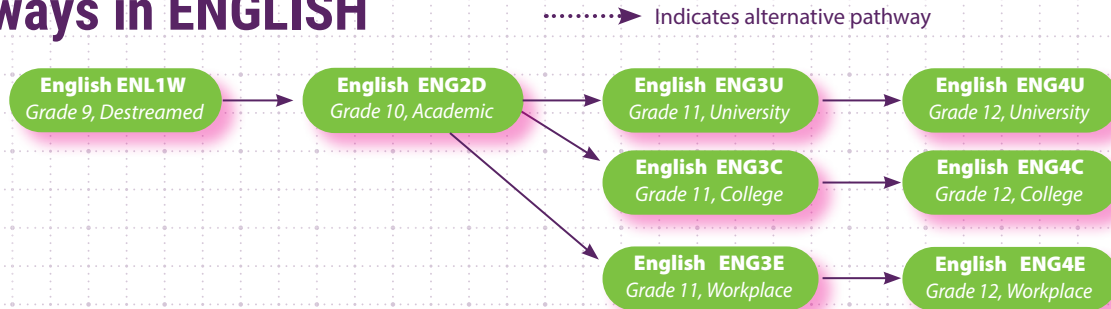 ways in ENGLISH
Indicates alternative pathway
English ENL1W
Grade 9, Destreamed
English ENG2D
Grade 10, Academic
English ENG3U
Grade 11, University
English ENG4U
Grade 12, University
English ENG3C
Grade 11, College
English ENG4C
Grade 12, College
English ENG3E
Grade 11, Workplace
English ENG4E
Grade 12, Workplace